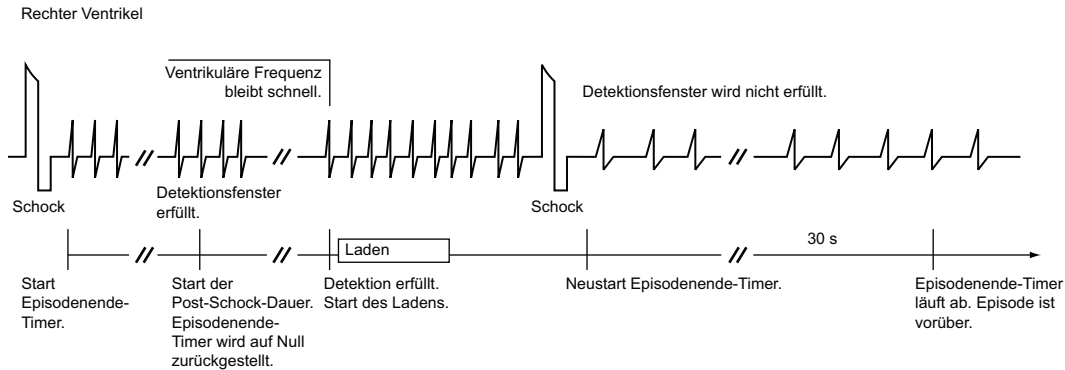 Rechter Ventrikel
Ventrikuläre Frequenz
bleibt schnell.
Detektionsfenster wird nicht erfüllt.
Schock
Detektionsfenster
erfüllt.
Schock
Laden
30 s
Start
Episodenende-
Timer.
Start der
Post-Schock-Dauer.
Episodenende-
Timer wird auf Null
zurückgestellt.
Detektion erfüllt.
Start des Ladens.
Neustart Episodenende-Timer.
Episodenende-Timer
läuft ab. Episode ist
vorüber.